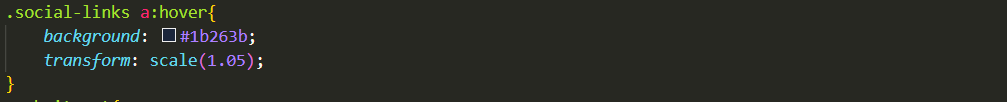 .social-links a:hover{
background: #1b263b;
transform: scale(1.05);
}